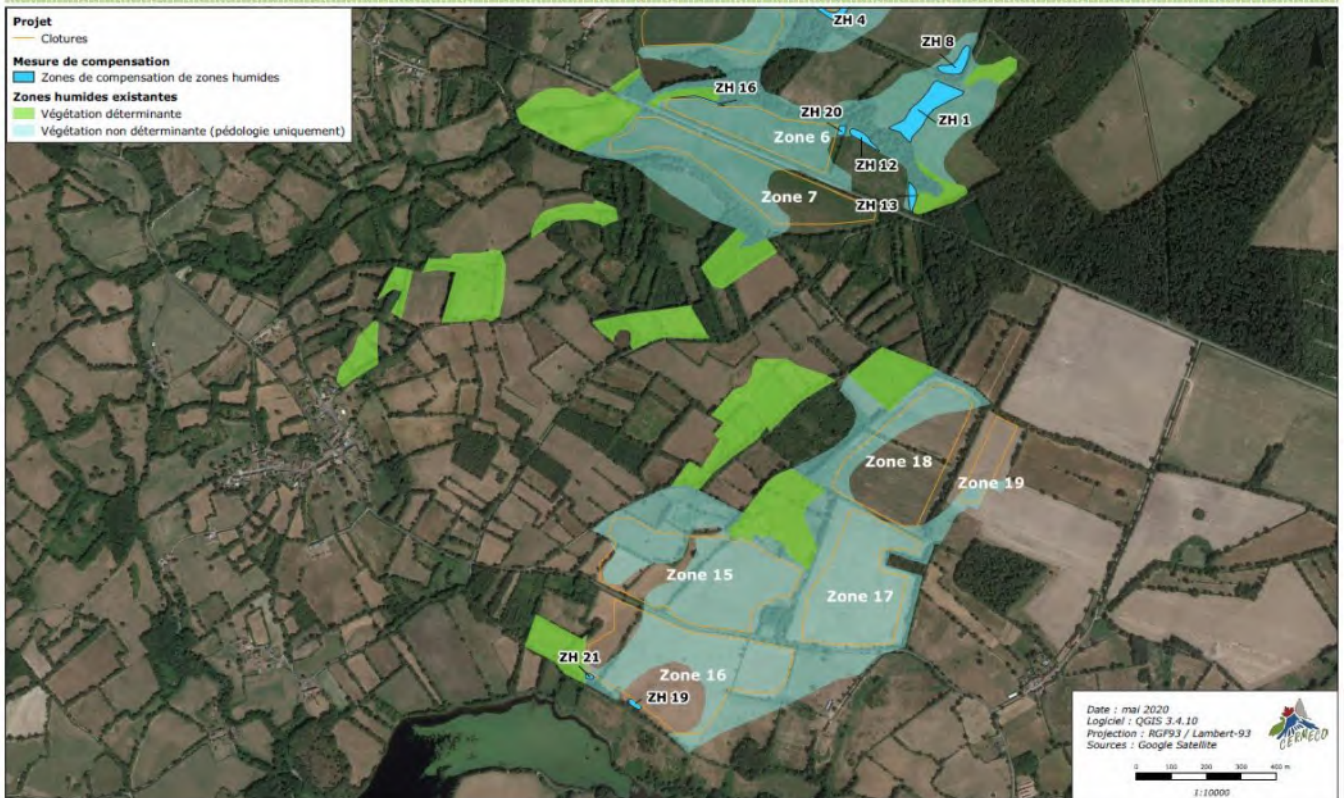 Projet
Clotures
Mesure de compensation
Zones de compensation de zones humides
Zones humides existantes
Végétation déterminante
Végétation non déterminante (pédologie uniquement)
ZH 4
ZH 8
ZH 16
ZH 20
Zone 6
ZH 1
ZH 12
Zone 7
ZH 13
Zone 18
Zone 19
Zone 15
Zone 17
ZH 21
Zone 16
ZH 19
Date : mai 2020
Logiciel : QGIS 3.4.10
Projection : RGF93 / Lambert-93
Sources : Google Satellite
CERMECO
0 100 200 300 400 m
1:10000